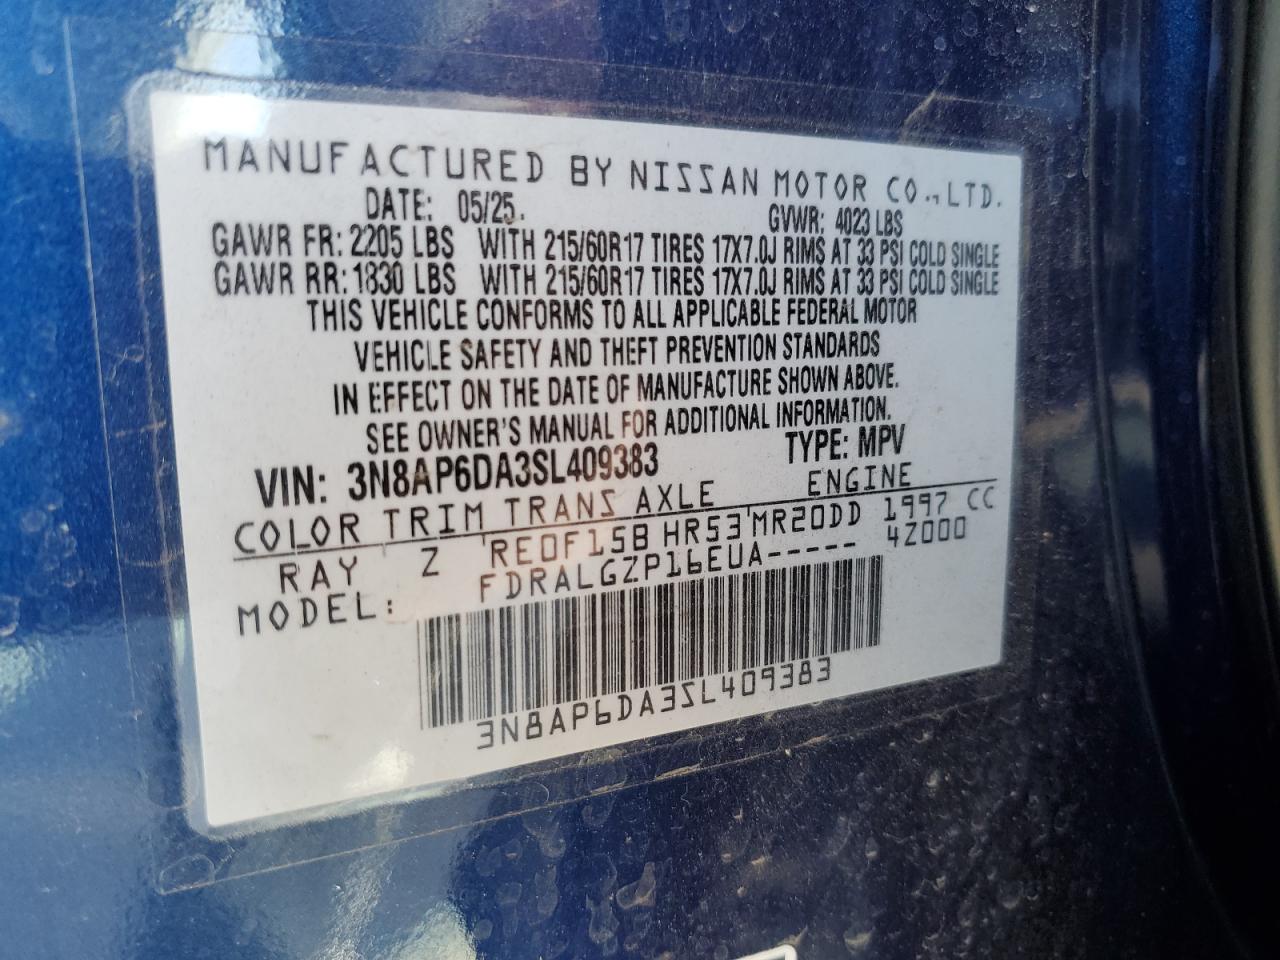 MANUFACTURED BY NISSAN MOTOR CO., LTD.
DATE: 05/25. GVWR: 4023 LBS
GAWR FR: 2205 LBS WITH 215/60R17 TIRES 17X7.0J RIMS AT 33 PSI COLD SINGLE
GAWR RR: 1830 LBS WITH 215/60R17 TIRES 17X7.0J RIMS AT 33 PSI COLD SINGLE
THIS VEHICLE CONFORMS TO ALL APPLICABLE FEDERAL MOTOR
VEHICLE SAFETY AND THEFT PREVENTION STANDARDS
IN EFFECT ON THE DATE OF MANUFACTURE SHOWN ABOVE.
SEE OWNER'S MANUAL FOR ADDITIONAL INFORMATION.
VIN: 3N8AP6DA3SL409383 TYPE: MPV
COLOR TRIM TRANS AXLE ENGINE
RAY Z RE0F15B HR53 MR20DD 1997 CC
MODEL: FDRALGZP16EUA----- 4Z000
3N8AP6DA3SL409383